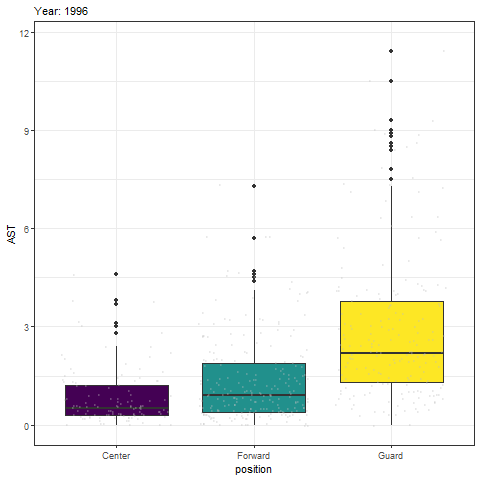 Year: 1996
12
9
6
3
0
AST
Center Forward Guard
position